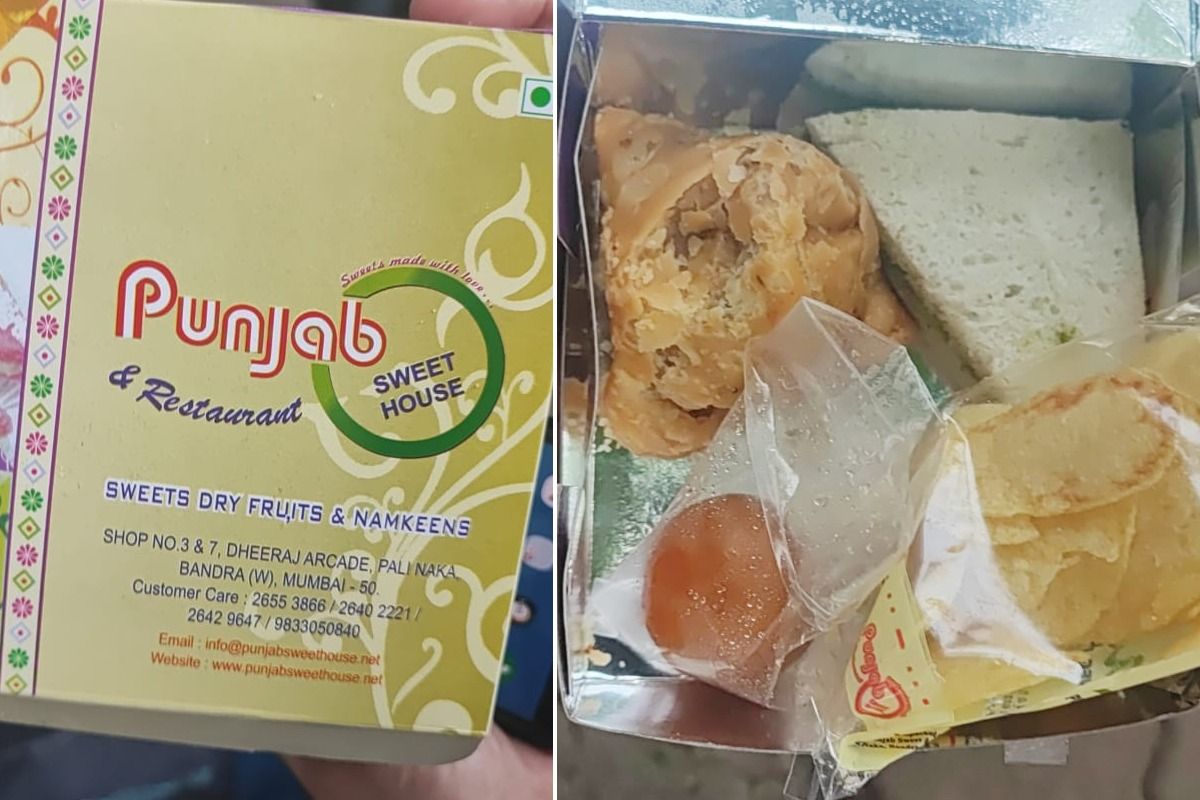 Sweets made with love...
Punjab
& Restaurant
SWEET
HOUSE
SWEETS DRY FRUITS & NAMKEENS
SHOP NO.3 & 7, DHEERAJ ARCADE, PALI NAKA,
BANDRA (W), MUMBAI - 50.
Customer Care : 2655 3866 / 2640 2221 /
2642 9647 / 9833050840
Email : info@punjabsweethouse.net
Website : www.punjabsweethouse.net